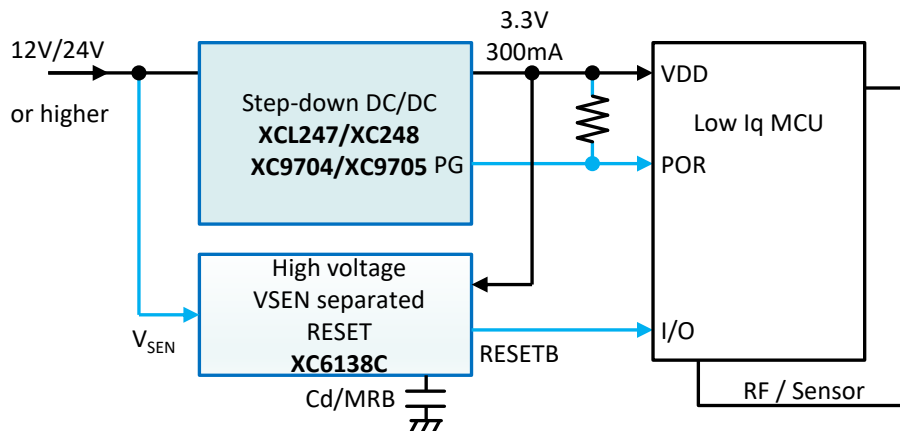 12V/24V
or higher
Step-down DC/DC
XCL247/XC248
XC9704/XC9705
PG
3.3V
300mA
VDD
Low Iq MCU
POR
High voltage
VSEN separated
RESET
XC6138C
VSEN
RESETB
I/O
Cd/MRB
RF / Sensor